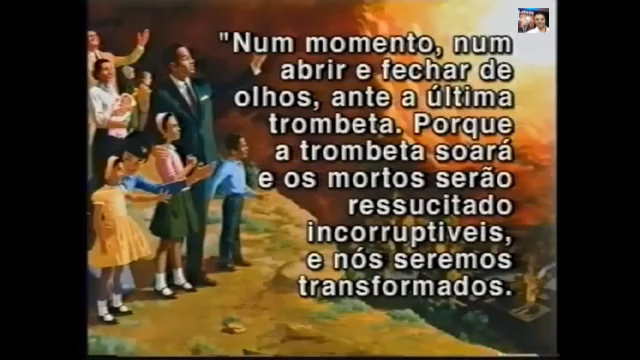 "Num momento, num
abrir e fechar de
olhos, ante a última
trombeta. Porque
a trombeta soará
e os mortos serão
ressucitado
incorruptiveis,
e nós seremos
transformados.